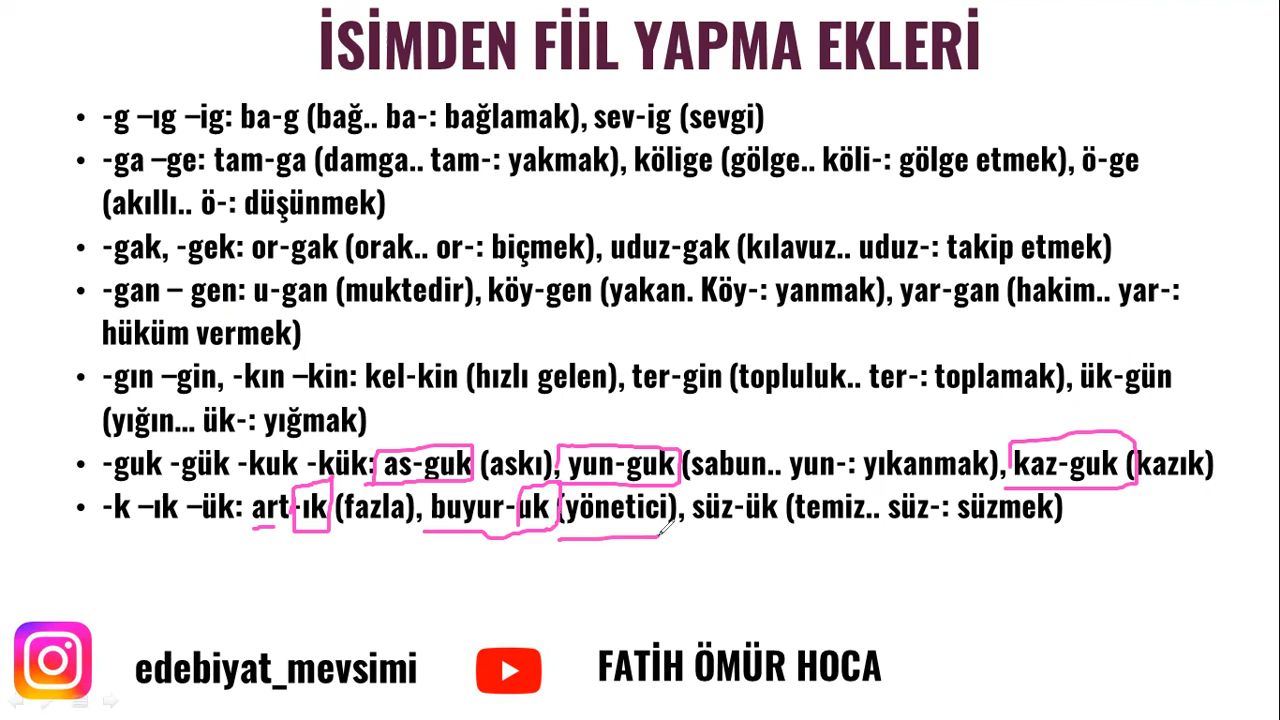 İSİMDEN FİİL YAPMA EKLERİ
• -g –ıg –ig: ba-g (bağ.. ba-: bağlamak), sev-ig (sevgi)
• -ga –ge: tam-ga (damga.. tam-: yakmak), kölige (gölge.. köli-: gölge etmek), ö-ge
(akıllı.. ö-: düşünmek)
• -gak, -gek: or-gak (orak.. or-: biçmek), uduz-gak (kılavuz.. uduz-: takip etmek)
• -gan – gen: u-gan (muktedir), köy-gen (yakan. Köy-: yanmak), yar-gan (hakim.. yar-:
hüküm vermek)
• -gın –gin, -kın –kin: kel-kin (hızlı gelen), ter-gin (topluluk.. ter-: toplamak), ük-gün
(yığın... ük-: yığmak)
• -guk -gük -kuk -kük: as-guk (askı), yun-guk (sabun.. yun-: yıkanmak), kaz-guk (kazık)
• -k –ık –ük: art-ık (fazla), buyur-uk (yönetici), süz-ük (temiz.. süz-: süzmek)
edebiyat_mevsimi
FATİH ÖMÜR HOCA